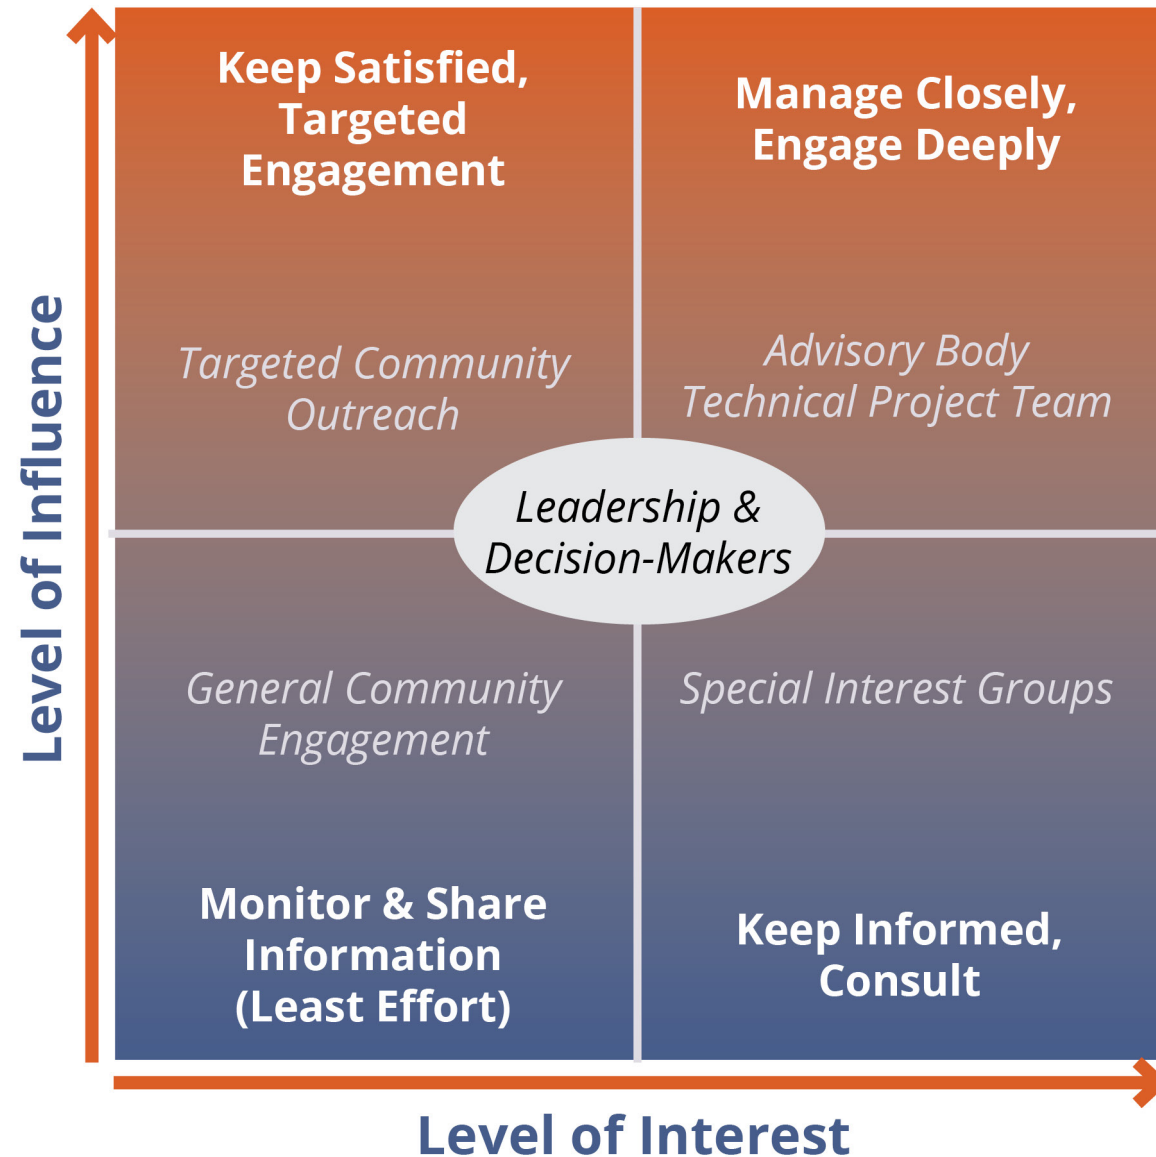 Keep Satisfied,
Targeted
Engagement
Manage Closely,
Engage Deeply
Targeted Community
Outreach
Advisory Body
Technical Project Team
Leadership &
Decision-Makers
General Community
Engagement
Special Interest Groups
Monitor & Share
Information
(Least Effort)
Keep Informed,
Consult
Level of Influence
Level of Interest